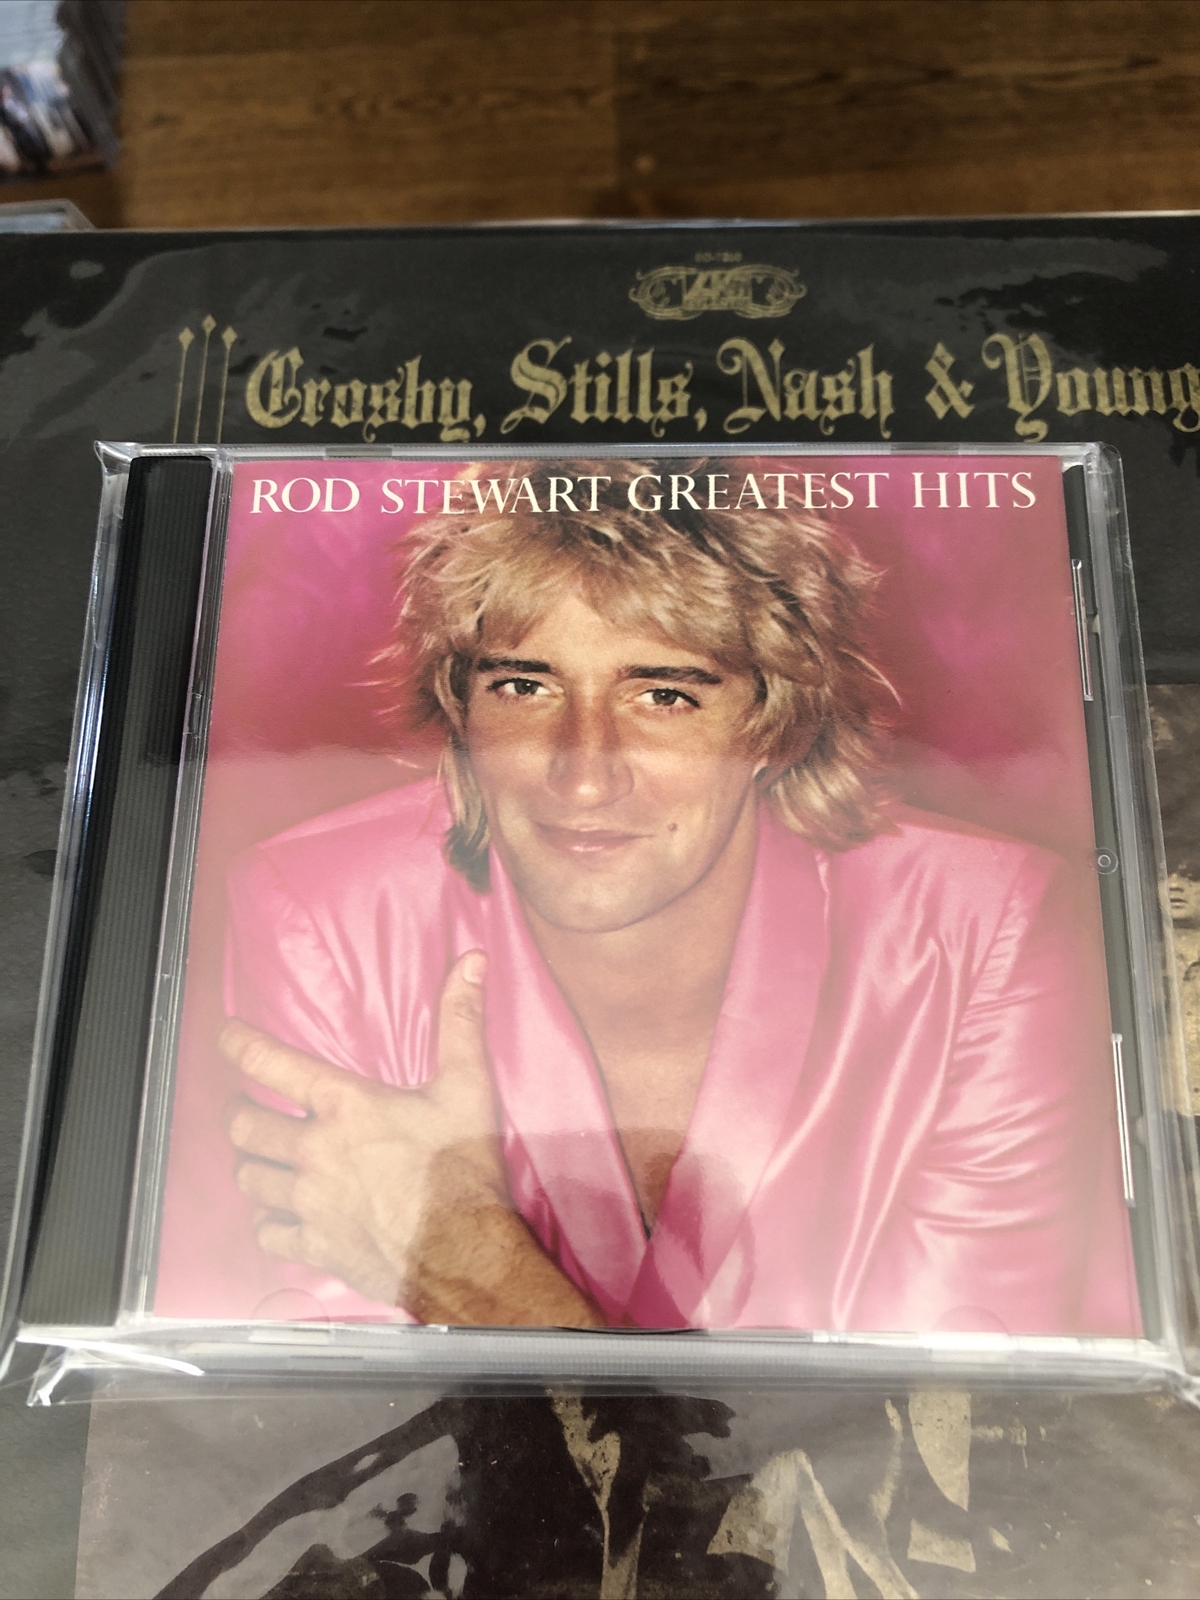 Crosby, Stills, Nash & Young
ROD STEWART GREATEST HITS